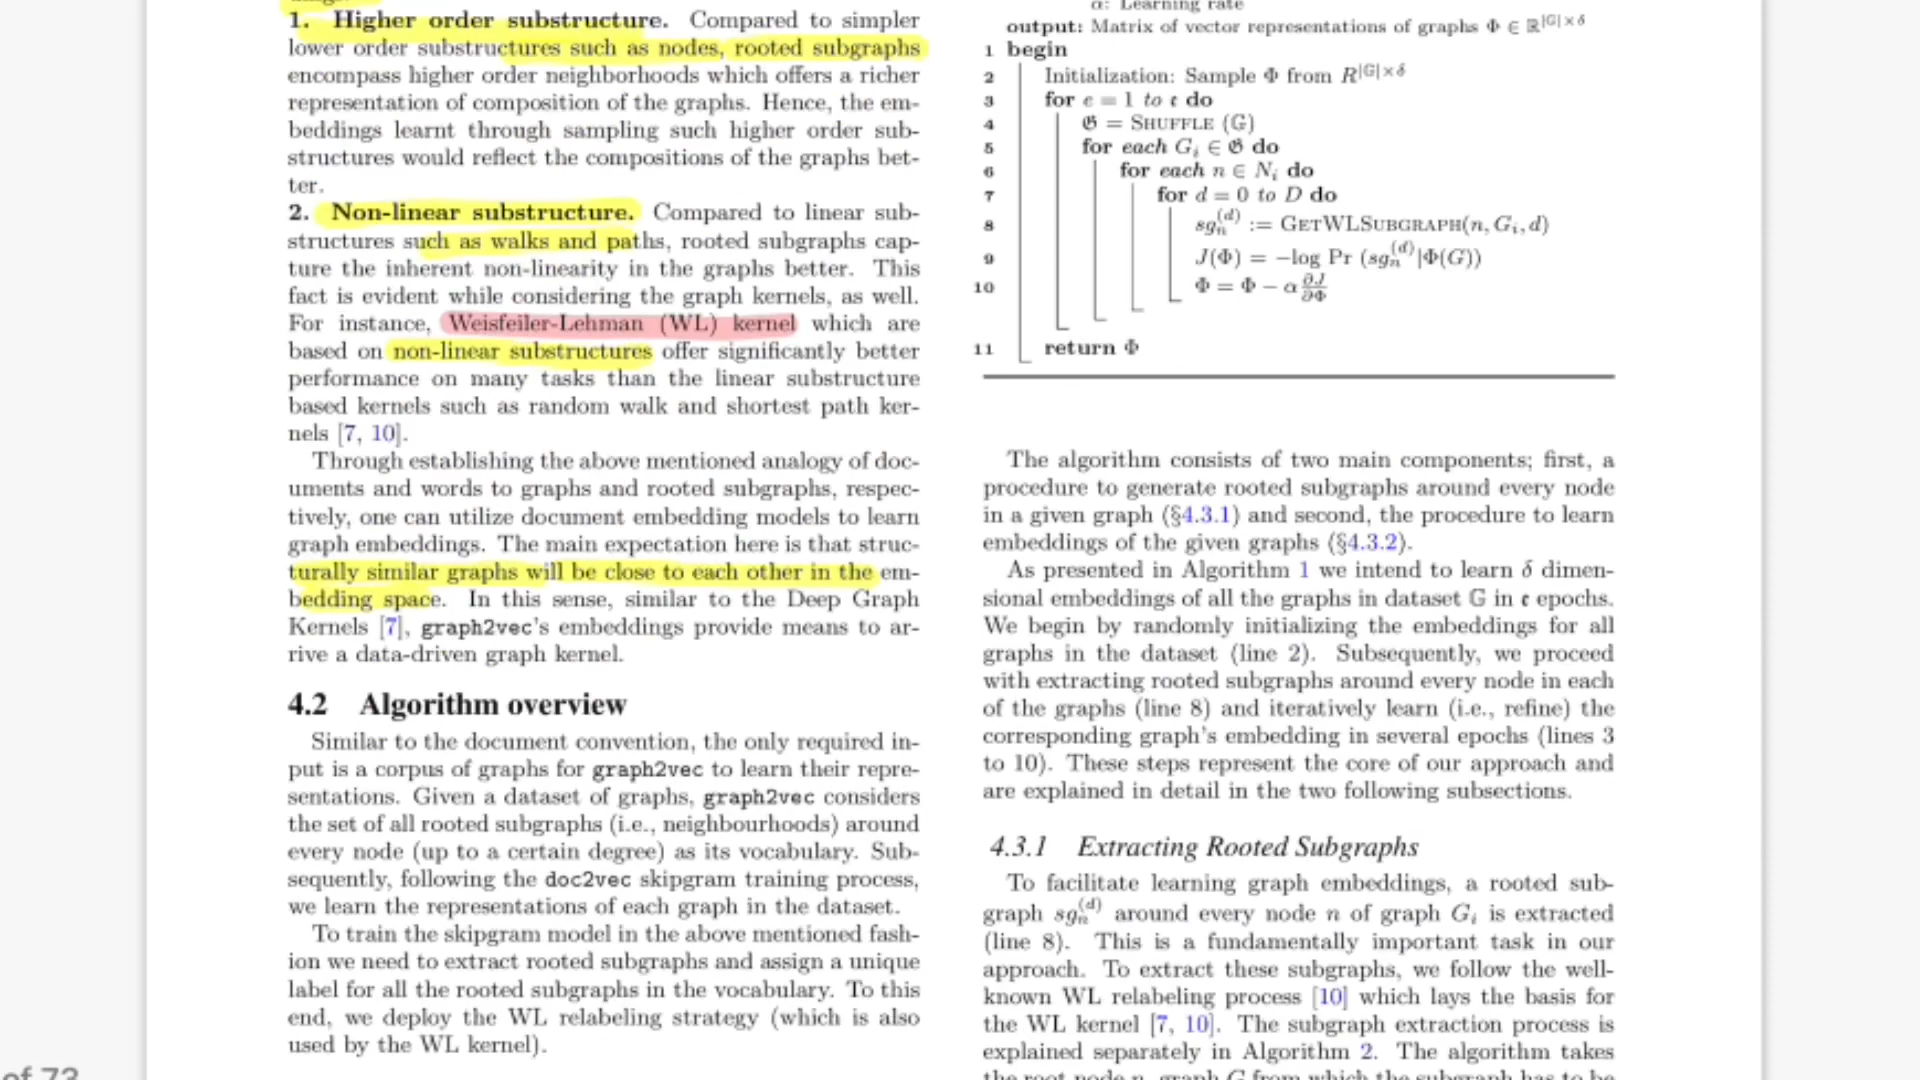 1. Higher order substructure. Compared to simpler
lower order substructures such as nodes, rooted subgraphs
encompass higher order neighborhoods which offers a richer
representation of composition of the graphs. Hence, the em-
beddings learnt through sampling such higher order sub-
structures would reflect the compositions of the graphs bet-
ter.
2. Non-linear substructure. Compared to linear sub-
structures such as walks and paths, rooted subgraphs cap-
ture the inherent non-linearity in the graphs better. This
fact is evident while considering the graph kernels, as well.
For instance, Weisfeiler-Lehman (WL) kernel which are
based on non-linear substructures offer significantly better
performance on many tasks than the linear substructure
based kernels such as random walk and shortest path ker-
nels [7, 10].
Through establishing the above mentioned analogy of doc-
uments and words to graphs and rooted subgraphs, respec-
tively, one can utilize document embedding models to learn
graph embeddings. The main expectation here is that struc-
turally similar graphs will be close to each other in the em-
bedding space. In this sense, similar to the Deep Graph
Kernels [7], graph2vec's embeddings provide means to ar-
rive a data-driven graph kernel.
4.2 Algorithm overview
Similar to the document convention, the only required in-
put is a corpus of graphs for graph2vec to learn their repre-
sentations. Given a dataset of graphs, graph2vec considers
the set of all rooted subgraphs (i.e., neighbourhoods) around
every node (up to a certain degree) as its vocabulary. Sub-
sequently, following the doc2vec skipgram training process,
we learn the representations of each graph in the dataset.
To train the skipgram model in the above mentioned fash-
ion we need to extract rooted subgraphs and assign a unique
label for all the rooted subgraphs in the vocabulary. To this
end, we deploy the WL relabeling strategy (which is also
used by the WL kernel).
α: Learning rate
output: Matrix of vector representations of graphs Φ ∈ ℝ^{|𝔾|×δ}
1 begin
2 Initialization: Sample Φ from R^{|𝔾|×δ}
3 for e = 1 to 𝔢 do
4 𝔊 = SHUFFLE (𝔾)
5 for each G_i ∈ 𝔊 do
6 for each n ∈ N_i do
7 for d = 0 to D do
8 sg_n^{(d)} := GETWLSUBGRAPH(n, G_i, d)
9 J(Φ) = −log Pr (sg_n^{(d)}|Φ(G))
10 Φ = Φ − α ∂J/∂Φ
11 return Φ
The algorithm consists of two main components; first, a
procedure to generate rooted subgraphs around every node
in a given graph (§4.3.1) and second, the procedure to learn
embeddings of the given graphs (§4.3.2).
As presented in Algorithm 1 we intend to learn δ dimen-
sional embeddings of all the graphs in dataset 𝔾 in 𝔢 epochs.
We begin by randomly initializing the embeddings for all
graphs in the dataset (line 2). Subsequently, we proceed
with extracting rooted subgraphs around every node in each
of the graphs (line 8) and iteratively learn (i.e., refine) the
corresponding graph's embedding in several epochs (lines 3
to 10). These steps represent the core of our approach and
are explained in detail in the two following subsections.
4.3.1 Extracting Rooted Subgraphs
To facilitate learning graph embeddings, a rooted sub-
graph sg_n^{(d)} around every node n of graph G_i is extracted
(line 8). This is a fundamentally important task in our
approach. To extract these subgraphs, we follow the well-
known WL relabeling process [10] which lays the basis for
the WL kernel [7, 10]. The subgraph extraction process is
explained separately in Algorithm 2. The algorithm takes
the root node n, graph G from which the subgraph has to be
of 73